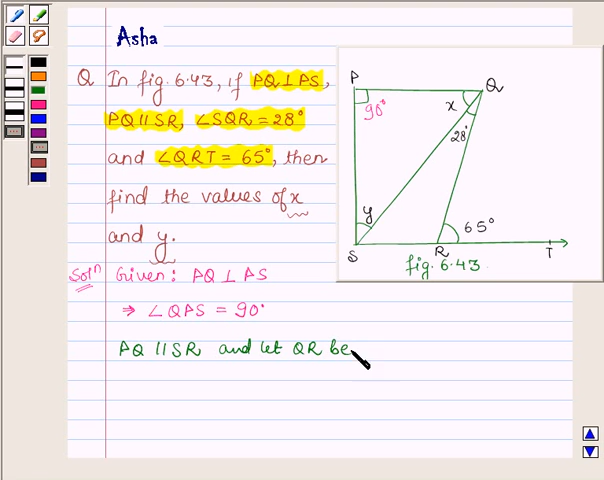 Asha
Q In fig. 6.43, if PQ⊥PS,
PQ∥SR, ∠SQR = 28°
and ∠QRT = 65°, then
find the values of x
and y.
Solⁿ Given: PQ ⊥ PS
⇒ ∠QPS = 90°
PQ ∥ SR and let QR be
P
Q
90°
x
28°
y
65°
S
R
T
fig. 6.43